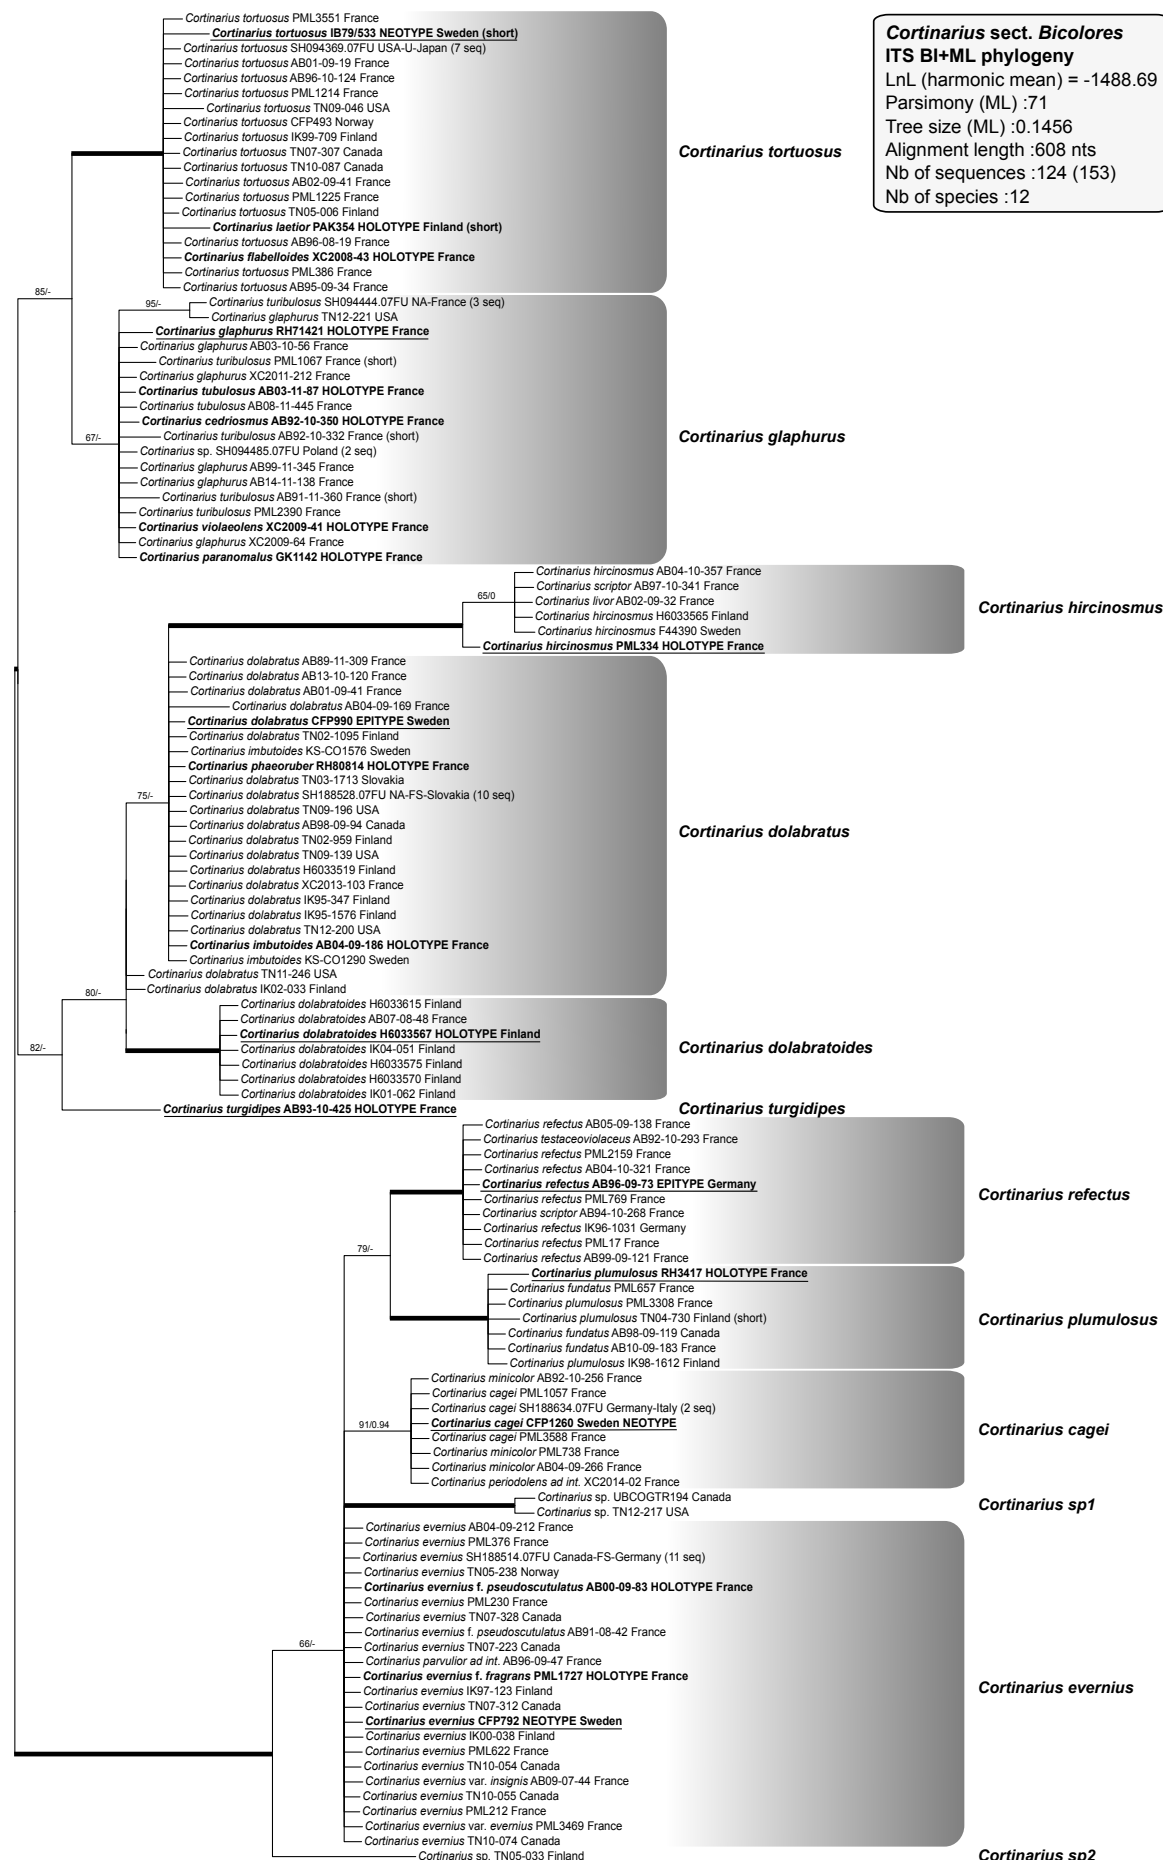 Cortinarius sect. Bicolores
ITS BI+ML phylogeny
LnL (harmonic mean) = -1488.69
Parsimony (ML) :71
Tree size (ML) :0.1456
Alignment length :608 nts
Nb of sequences :124 (153)
Nb of species :12
Cortinarius tortuosus PML3551 France
Cortinarius tortuosus IB79/533 NEOTYPE Sweden (short)
Cortinarius tortuosus SH094369.07FU USA-U-Japan (7 seq)
Cortinarius tortuosus AB01-09-19 France
Cortinarius tortuosus AB96-10-124 France
Cortinarius tortuosus PML1214 France
Cortinarius tortuosus TN09-046 USA
Cortinarius tortuosus CFP493 Norway
Cortinarius tortuosus IK99-709 Finland
Cortinarius tortuosus TN07-307 Canada
Cortinarius tortuosus
Cortinarius tortuosus TN10-087 Canada
Cortinarius tortuosus AB02-09-41 France
Cortinarius tortuosus PML1225 France
Cortinarius tortuosus TN05-006 Finland
Cortinarius laetior PAK354 HOLOTYPE Finland (short)
Cortinarius tortuosus AB96-08-19 France
Cortinarius flabelloides XC2008-43 HOLOTYPE France
Cortinarius tortuosus PML386 France
Cortinarius tortuosus AB95-09-34 France
85/-
95/-
Cortinarius turibulosus SH094444.07FU NA-France (3 seq)
Cortinarius glaphurus TN12-221 USA
Cortinarius glaphurus RH71421 HOLOTYPE France
Cortinarius glaphurus AB03-10-56 France
Cortinarius turibulosus PML1067 France (short)
Cortinarius glaphurus XC2011-212 France
Cortinarius tubulosus AB03-11-87 HOLOTYPE France
Cortinarius tubulosus AB08-11-445 France
Cortinarius cedriosmus AB92-10-350 HOLOTYPE France
67/-
Cortinarius turibulosus AB92-10-332 France (short)
Cortinarius glaphurus
Cortinarius sp. SH094485.07FU Poland (2 seq)
Cortinarius glaphurus AB99-11-345 France
Cortinarius glaphurus AB14-11-138 France
Cortinarius turibulosus AB91-11-360 France (short)
Cortinarius turibulosus PML2390 France
Cortinarius violaeolens XC2009-41 HOLOTYPE France
Cortinarius glaphurus XC2009-64 France
Cortinarius paranomalus GK1142 HOLOTYPE France
Cortinarius hircinosmus AB04-10-357 France
Cortinarius scriptor AB97-10-341 France
65/0
Cortinarius livor AB02-09-32 France
Cortinarius hircinosmus
Cortinarius hircinosmus H6033565 Finland
Cortinarius hircinosmus F44390 Sweden
Cortinarius hircinosmus PML334 HOLOTYPE France
Cortinarius dolabratus AB89-11-309 France
Cortinarius dolabratus AB13-10-120 France
Cortinarius dolabratus AB01-09-41 France
Cortinarius dolabratus AB04-09-169 France
Cortinarius dolabratus CFP990 EPITYPE Sweden
Cortinarius dolabratus TN02-1095 Finland
Cortinarius imbutoides KS-CO1576 Sweden
Cortinarius phaeoruber RH80814 HOLOTYPE France
Cortinarius dolabratus TN03-1713 Slovakia
75/-
Cortinarius dolabratus SH188528.07FU NA-FS-Slovakia (10 seq)
Cortinarius dolabratus TN09-196 USA
Cortinarius dolabratus AB98-09-94 Canada
Cortinarius dolabratus
Cortinarius dolabratus TN02-959 Finland
Cortinarius dolabratus TN09-139 USA
Cortinarius dolabratus H6033519 Finland
Cortinarius dolabratus XC2013-103 France
Cortinarius dolabratus IK95-347 Finland
Cortinarius dolabratus IK95-1576 Finland
Cortinarius dolabratus TN12-200 USA
Cortinarius imbutoides AB04-09-186 HOLOTYPE France
Cortinarius imbutoides KS-CO1290 Sweden
Cortinarius dolabratus TN11-246 USA
Cortinarius dolabratus IK02-033 Finland
80/-
Cortinarius dolabratoides H6033615 Finland
Cortinarius dolabratoides AB07-08-48 France
Cortinarius dolabratoides H6033567 HOLOTYPE Finland
82/-
Cortinarius dolabratoides IK04-051 Finland
Cortinarius dolabratoides
Cortinarius dolabratoides H6033575 Finland
Cortinarius dolabratoides H6033570 Finland
Cortinarius dolabratoides IK01-062 Finland
Cortinarius turgidipes AB93-10-425 HOLOTYPE France
Cortinarius turgidipes
Cortinarius refectus AB05-09-138 France
Cortinarius testaceoviolaceus AB92-10-293 France
Cortinarius refectus PML2159 France
Cortinarius refectus AB04-10-321 France
Cortinarius refectus AB96-09-73 EPITYPE Germany
Cortinarius refectus
Cortinarius refectus PML769 France
Cortinarius scriptor AB94-10-268 France
Cortinarius refectus IK96-1031 Germany
Cortinarius refectus PML17 France
79/-
Cortinarius refectus AB99-09-121 France
Cortinarius plumulosus RH3417 HOLOTYPE France
Cortinarius fundatus PML657 France
Cortinarius plumulosus PML3308 France
Cortinarius plumulosus TN04-730 Finland (short)
Cortinarius plumulosus
Cortinarius fundatus AB98-09-119 Canada
Cortinarius fundatus AB10-09-183 France
Cortinarius plumulosus IK98-1612 Finland
Cortinarius minicolor AB92-10-256 France
Cortinarius cagei PML1057 France
Cortinarius cagei SH188634.07FU Germany-Italy (2 seq)
91/0.94
Cortinarius cagei CFP1260 Sweden NEOTYPE
Cortinarius cagei
Cortinarius cagei PML3588 France
Cortinarius minicolor PML738 France
Cortinarius minicolor AB04-09-266 France
Cortinarius periodolens ad int. XC2014-02 France
Cortinarius sp. UBCOGTR194 Canada
Cortinarius sp1
Cortinarius sp. TN12-217 USA
Cortinarius evernius AB04-09-212 France
Cortinarius evernius PML376 France
Cortinarius evernius SH188514.07FU Canada-FS-Germany (11 seq)
Cortinarius evernius TN05-238 Norway
Cortinarius evernius f. pseudoscutulatus AB00-09-83 HOLOTYPE France
Cortinarius evernius PML230 France
Cortinarius evernius TN07-328 Canada
Cortinarius evernius f. pseudoscutulatus AB91-08-42 France
66/-
Cortinarius evernius TN07-223 Canada
Cortinarius parvulior ad int. AB96-09-47 France
Cortinarius evernius f. fragrans PML1727 HOLOTYPE France
Cortinarius evernius
Cortinarius evernius IK97-123 Finland
Cortinarius evernius TN07-312 Canada
Cortinarius evernius CFP792 NEOTYPE Sweden
Cortinarius evernius IK00-038 Finland
Cortinarius evernius PML622 France
Cortinarius evernius TN10-054 Canada
Cortinarius evernius var. insignis AB09-07-44 France
Cortinarius evernius TN10-055 Canada
Cortinarius evernius PML212 France
Cortinarius evernius var. evernius PML3469 France
Cortinarius evernius TN10-074 Canada
Cortinarius sp. TN05-033 Finland
Cortinarius sp2